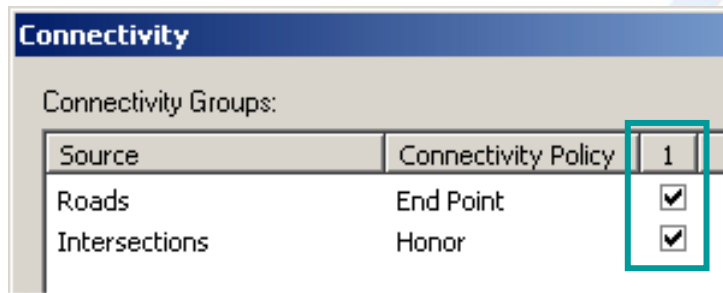 Connectivity
Connectivity Groups:
Source Connectivity Policy 1
Roads End Point
Intersections Honor